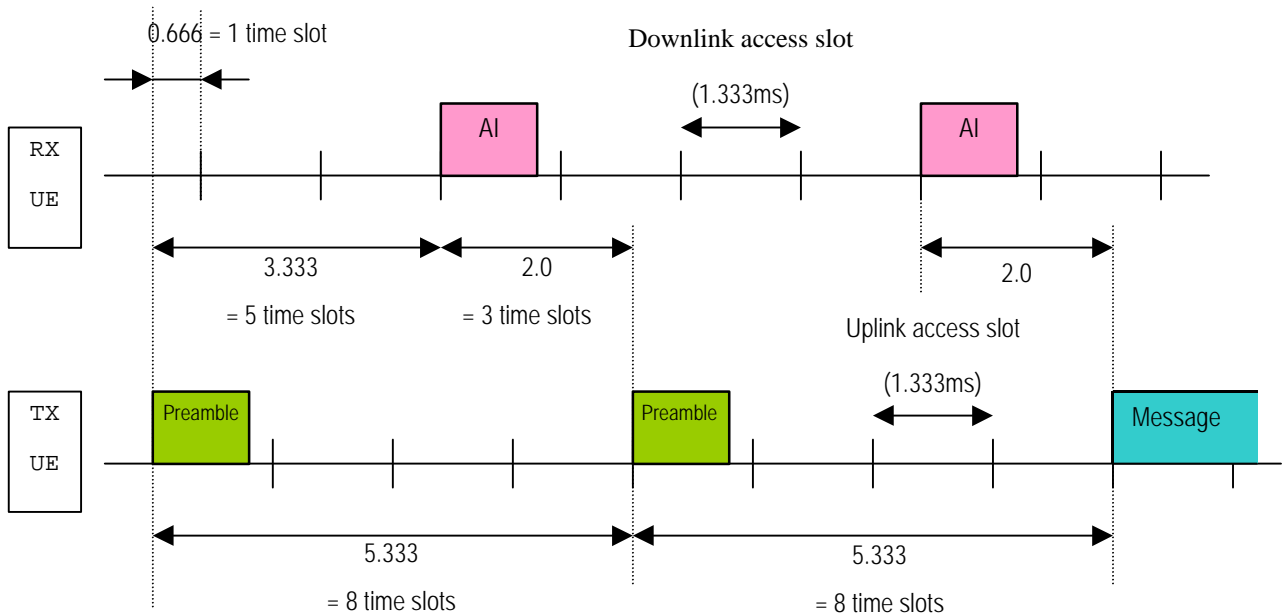 0.666 = 1 time slot
Downlink access slot
(1.333ms)
AI
AI
RX
UE
3.333
2.0
2.0
= 5 time slots
= 3 time slots
Uplink access slot
(1.333ms)
TX
UE
Preamble
Preamble
Message
5.333
5.333
= 8 time slots
= 8 time slots